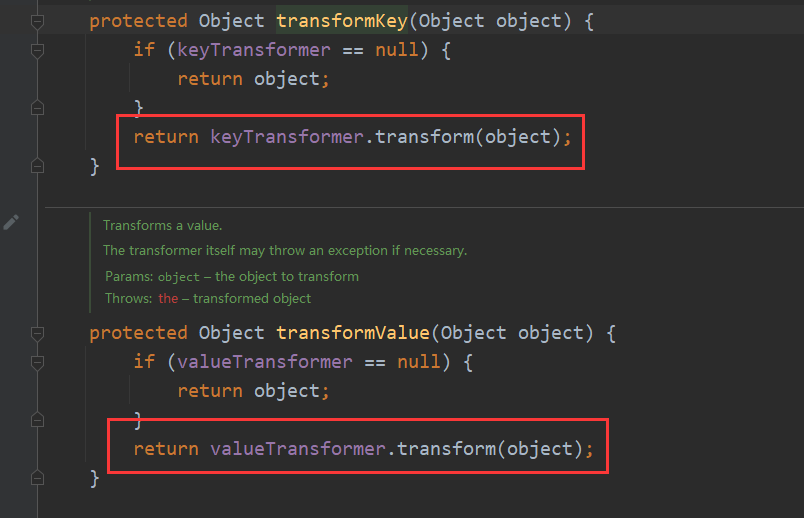 protected Object transformKey(Object object) {
if (keyTransformer == null) {
return object;
}
return keyTransformer.transform(object);
}
Transforms a value.
The transformer itself may throw an exception if necessary.
Params: object – the object to transform
Throws: the – transformed object
protected Object transformValue(Object object) {
if (valueTransformer == null) {
return object;
}
return valueTransformer.transform(object);
}